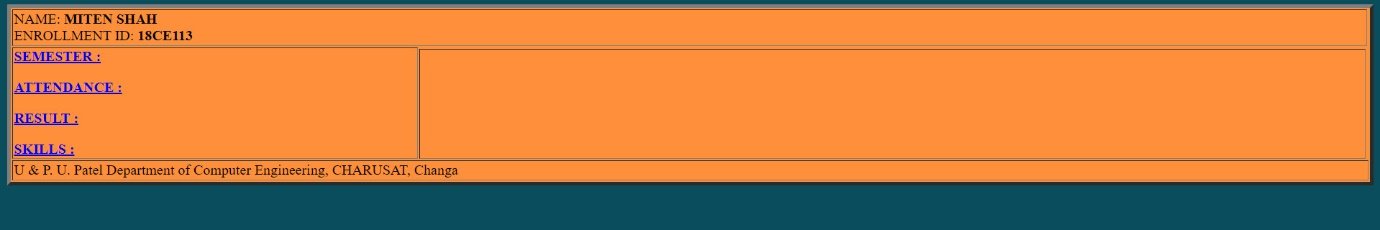 NAME: MITEN SHAH
ENROLLMENT ID: 18CE113
SEMESTER :
ATTENDANCE :
RESULT :
SKILLS :
U & P. U. Patel Department of Computer Engineering, CHARUSAT, Changa